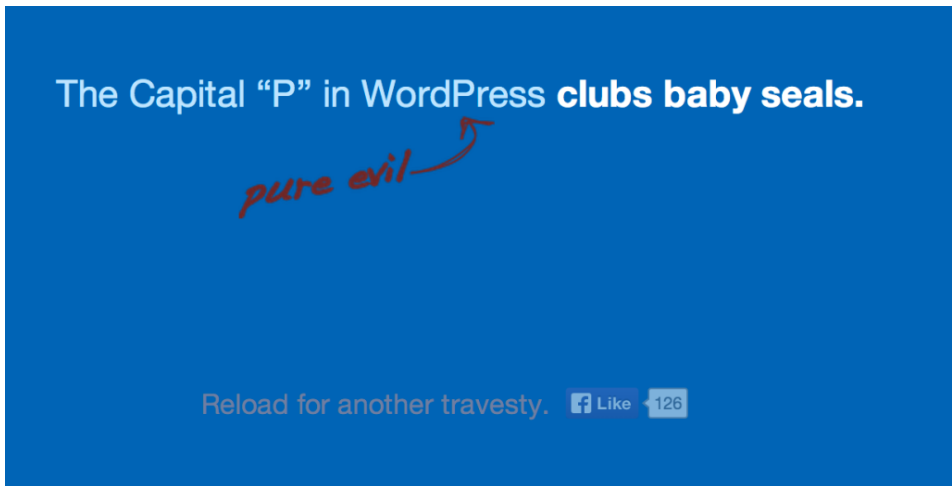 The Capital “P” in WordPress clubs baby seals.
pure evil
Reload for another travesty. Like 126